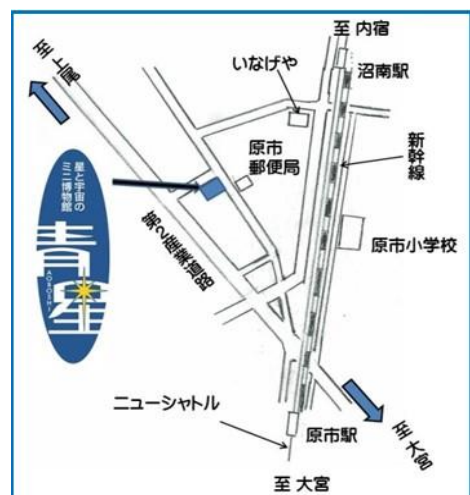 至 内宿
至 上尾
沼南駅
いなげや
新幹線
原市
郵便局
星と宇宙の
ミニ博物館
青星
AOBOSHI
第2産業道路
原市小学校
ニューシャトル
原市駅
至 大宮
至 大宮